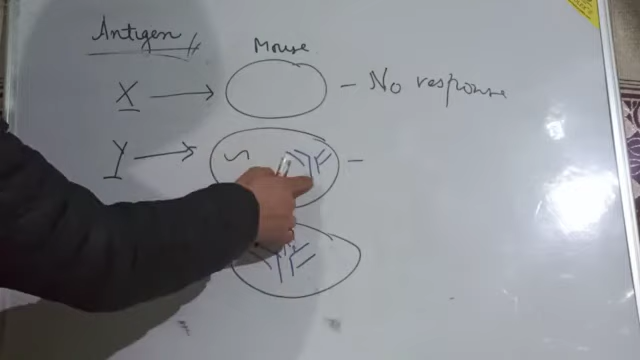 Antigen
Mouse
X → – No response
Y → –